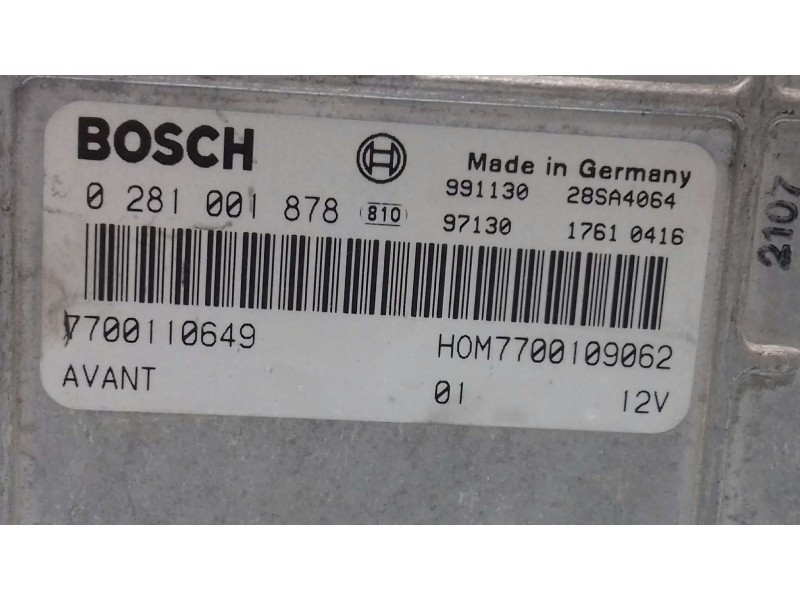 BOSCH Made in Germany
0 281 001 878 810 991130 28SA4064
97130 1761 0416
7700110649 HOM7700109062
AVANT 01 12V
2107